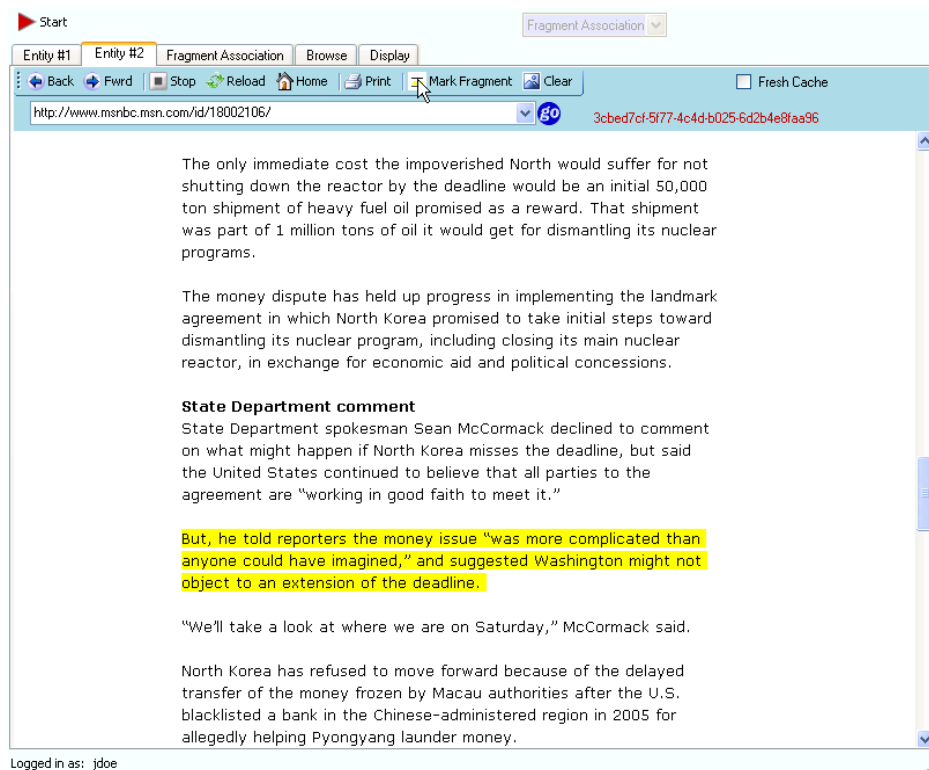 Start
Fragment Association
Entity #1 Entity #2 Fragment Association Browse Display
Back Fwrd Stop Reload Home Print Mark Fragment Clear Fresh Cache
http://www.msnbc.msn.com/id/18002106/ go 3cbed7cf-5f77-4c4d-b025-6d2b4e8faa96
The only immediate cost the impoverished North would suffer for not
shutting down the reactor by the deadline would be an initial 50,000
ton shipment of heavy fuel oil promised as a reward. That shipment
was part of 1 million tons of oil it would get for dismantling its nuclear
programs.
The money dispute has held up progress in implementing the landmark
agreement in which North Korea promised to take initial steps toward
dismantling its nuclear program, including closing its main nuclear
reactor, in exchange for economic aid and political concessions.
State Department comment
State Department spokesman Sean McCormack declined to comment
on what might happen if North Korea misses the deadline, but said
the United States continued to believe that all parties to the
agreement are “working in good faith to meet it.”
But, he told reporters the money issue “was more complicated than
anyone could have imagined,” and suggested Washington might not
object to an extension of the deadline.
“We’ll take a look at where we are on Saturday,” McCormack said.
North Korea has refused to move forward because of the delayed
transfer of the money frozen by Macau authorities after the U.S.
blacklisted a bank in the Chinese-administered region in 2005 for
allegedly helping Pyongyang launder money.
Logged in as: jdoe